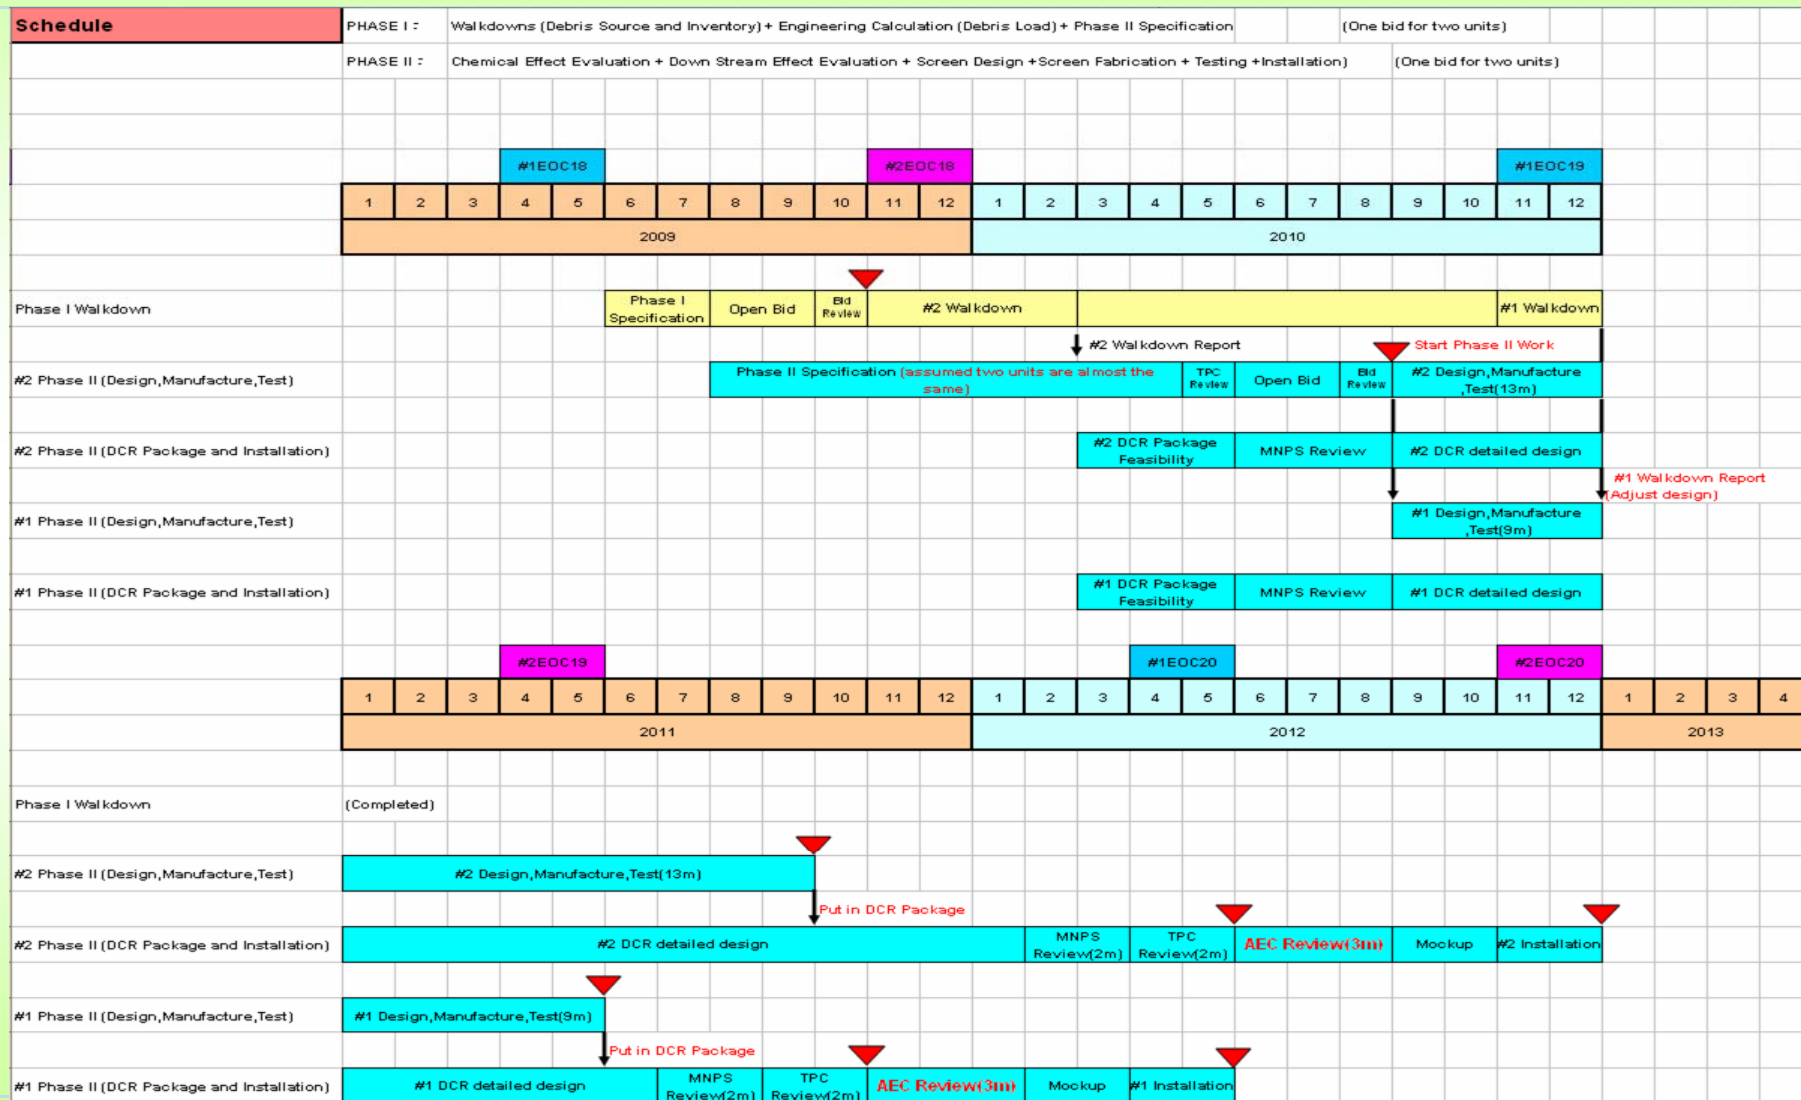 Schedule
PHASE I : Walkdowns (Debris Source and Inventory) + Engineering Calculation (Debris Load) + Phase II Specification (One bid for two units)
PHASE II : Chemical Effect Evaluation + Down Stream Effect Evaluation + Screen Design +Screen Fabrication + Testing +Installation) (One bid for two units)
#1EOC18 #2EOC18 #1EOC19
1 2 3 4 5 6 7 8 9 10 11 12 1 2 3 4 5 6 7 8 9 10 11 12
2009 2010
Phase I Walkdown
Phase I
Specification
Open Bid
Bid
Review
#2 Walkdown
#1 Walkdown
#2 Walkdown Report
Start Phase II Work
#2 Phase II (Design,Manufacture,Test)
Phase II Specification (assumed two units are almost the
same)
TPC
Review
Open Bid
Bid
Review
#2 Design,Manufacture
,Test(13m)
#2 Phase II (DCR Package and Installation)
#2 DCR Package
Feasibility
MNPS Review
#2 DCR detailed design
#1 Walkdown Report
(Adjust design)
#1 Phase II (Design,Manufacture,Test)
#1 Design,Manufacture
,Test(9m)
#1 Phase II (DCR Package and Installation)
#1 DCR Package
Feasibility
MNPS Review
#1 DCR detailed design
#2EOC19 #1EOC20 #2EOC20
1 2 3 4 5 6 7 8 9 10 11 12 1 2 3 4 5 6 7 8 9 10 11 12 1 2 3 4
2011 2012 2013
Phase I Walkdown
(Completed)
#2 Phase II (Design,Manufacture,Test)
#2 Design,Manufacture,Test(13m)
Put in DCR Package
#2 Phase II (DCR Package and Installation)
#2 DCR detailed design
MNPS
Review(2m)
TPC
Review(2m)
AEC Review(3m)
Mockup
#2 Installation
#1 Phase II (Design,Manufacture,Test)
#1 Design,Manufacture,Test(9m)
Put in DCR Package
#1 Phase II (DCR Package and Installation)
#1 DCR detailed design
MNPS
Review(2m)
TPC
Review(2m)
AEC Review(3m)
Mockup
#1 Installation